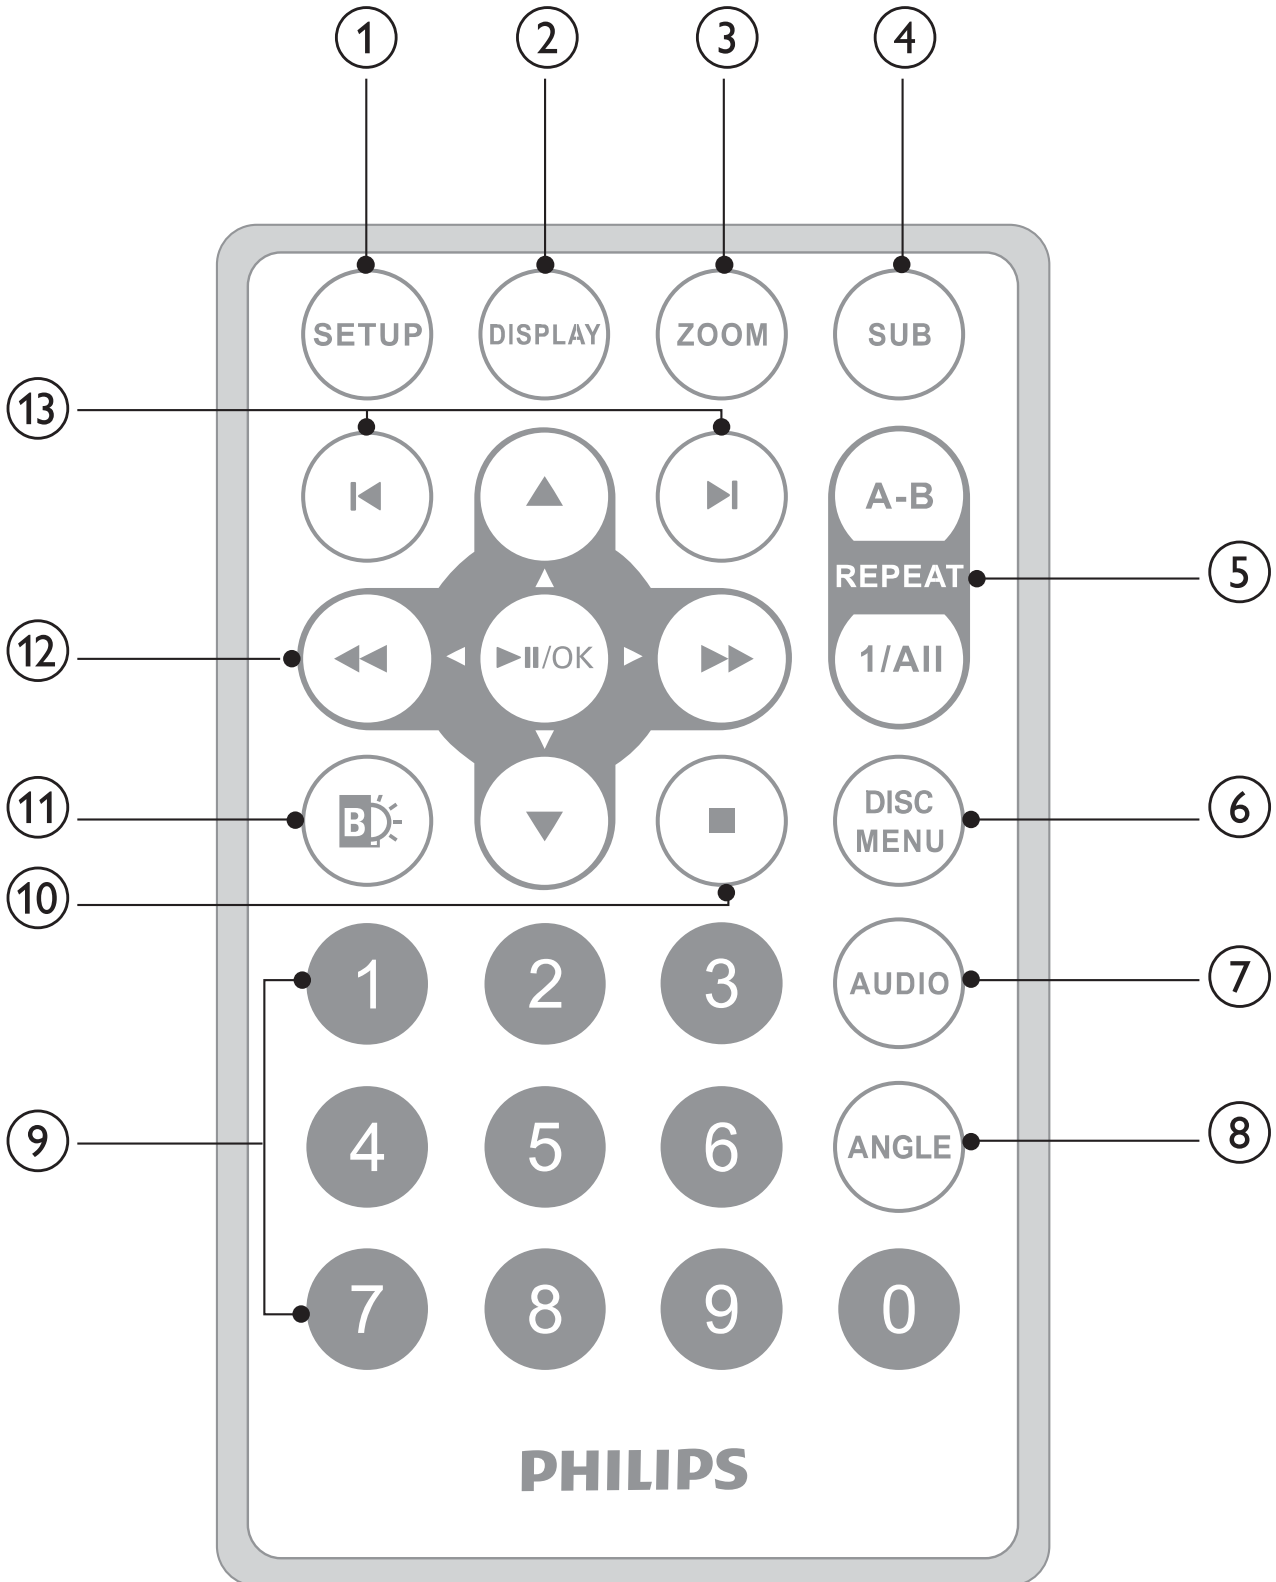 1 2 3 4
SETUP DISPLAY ZOOM SUB
13
A-B
REPEAT
5
12
/OK
1/All
11
B
DISC
MENU
6
10
1 2 3 AUDIO
7
9
4 5 6 ANGLE
8
7 8 9 0
PHILIPS